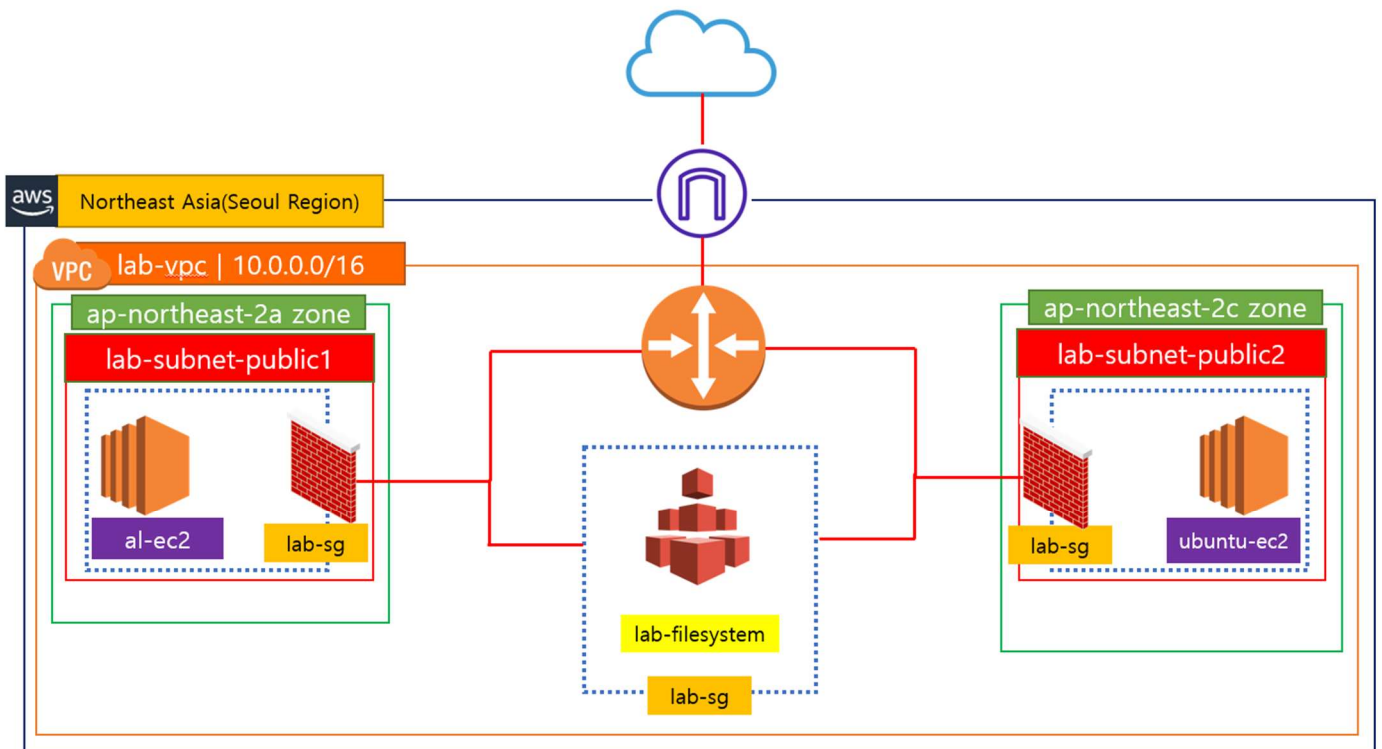 aws
Northeast Asia(Seoul Region)
VPC
lab-vpc | 10.0.0.0/16
ap-northeast-2a zone
lab-subnet-public1
al-ec2
lab-sg
lab-filesystem
lab-sg
ap-northeast-2c zone
lab-subnet-public2
lab-sg
ubuntu-ec2